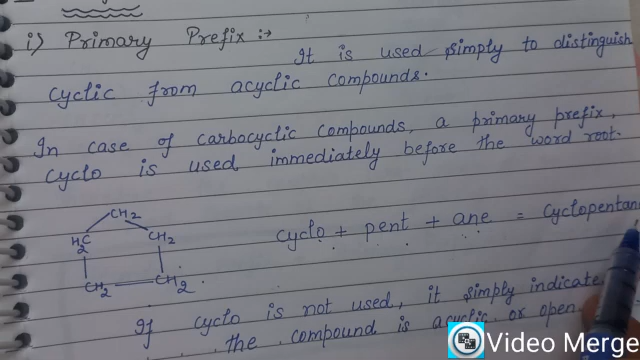 i) Primary Prefix :→
It is used simply to distinguish
cyclic from acyclic compounds.
In case of carbocyclic compounds, a primary prefix,
cyclo is used immediately before the word root.
CH2
H2C CH2
CH2 CH2
cyclo + pent + ane = cyclopentan
If cyclo is not used, it simply indicate
the compound is acyclic or open
Video Merge